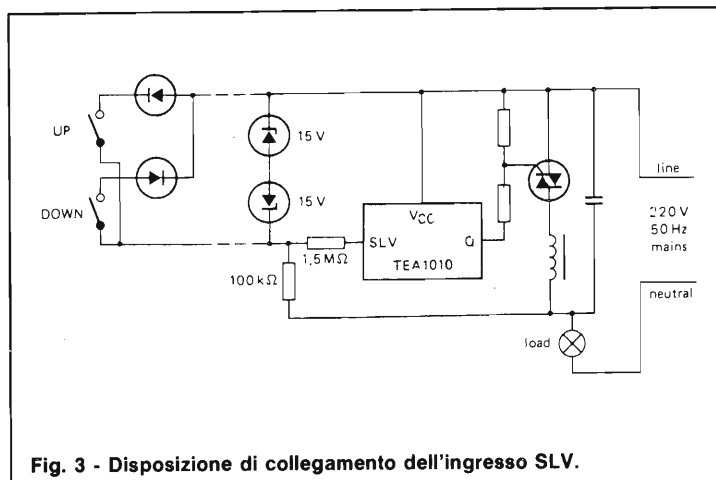 UP
DOWN
15 V
15 V
1,5 MΩ
100 kΩ
VCC
SLV
Q
TEA1010
load
line
220 V
50 Hz
mains
neutral
Fig. 3 - Disposizione di collegamento dell'ingresso SLV.